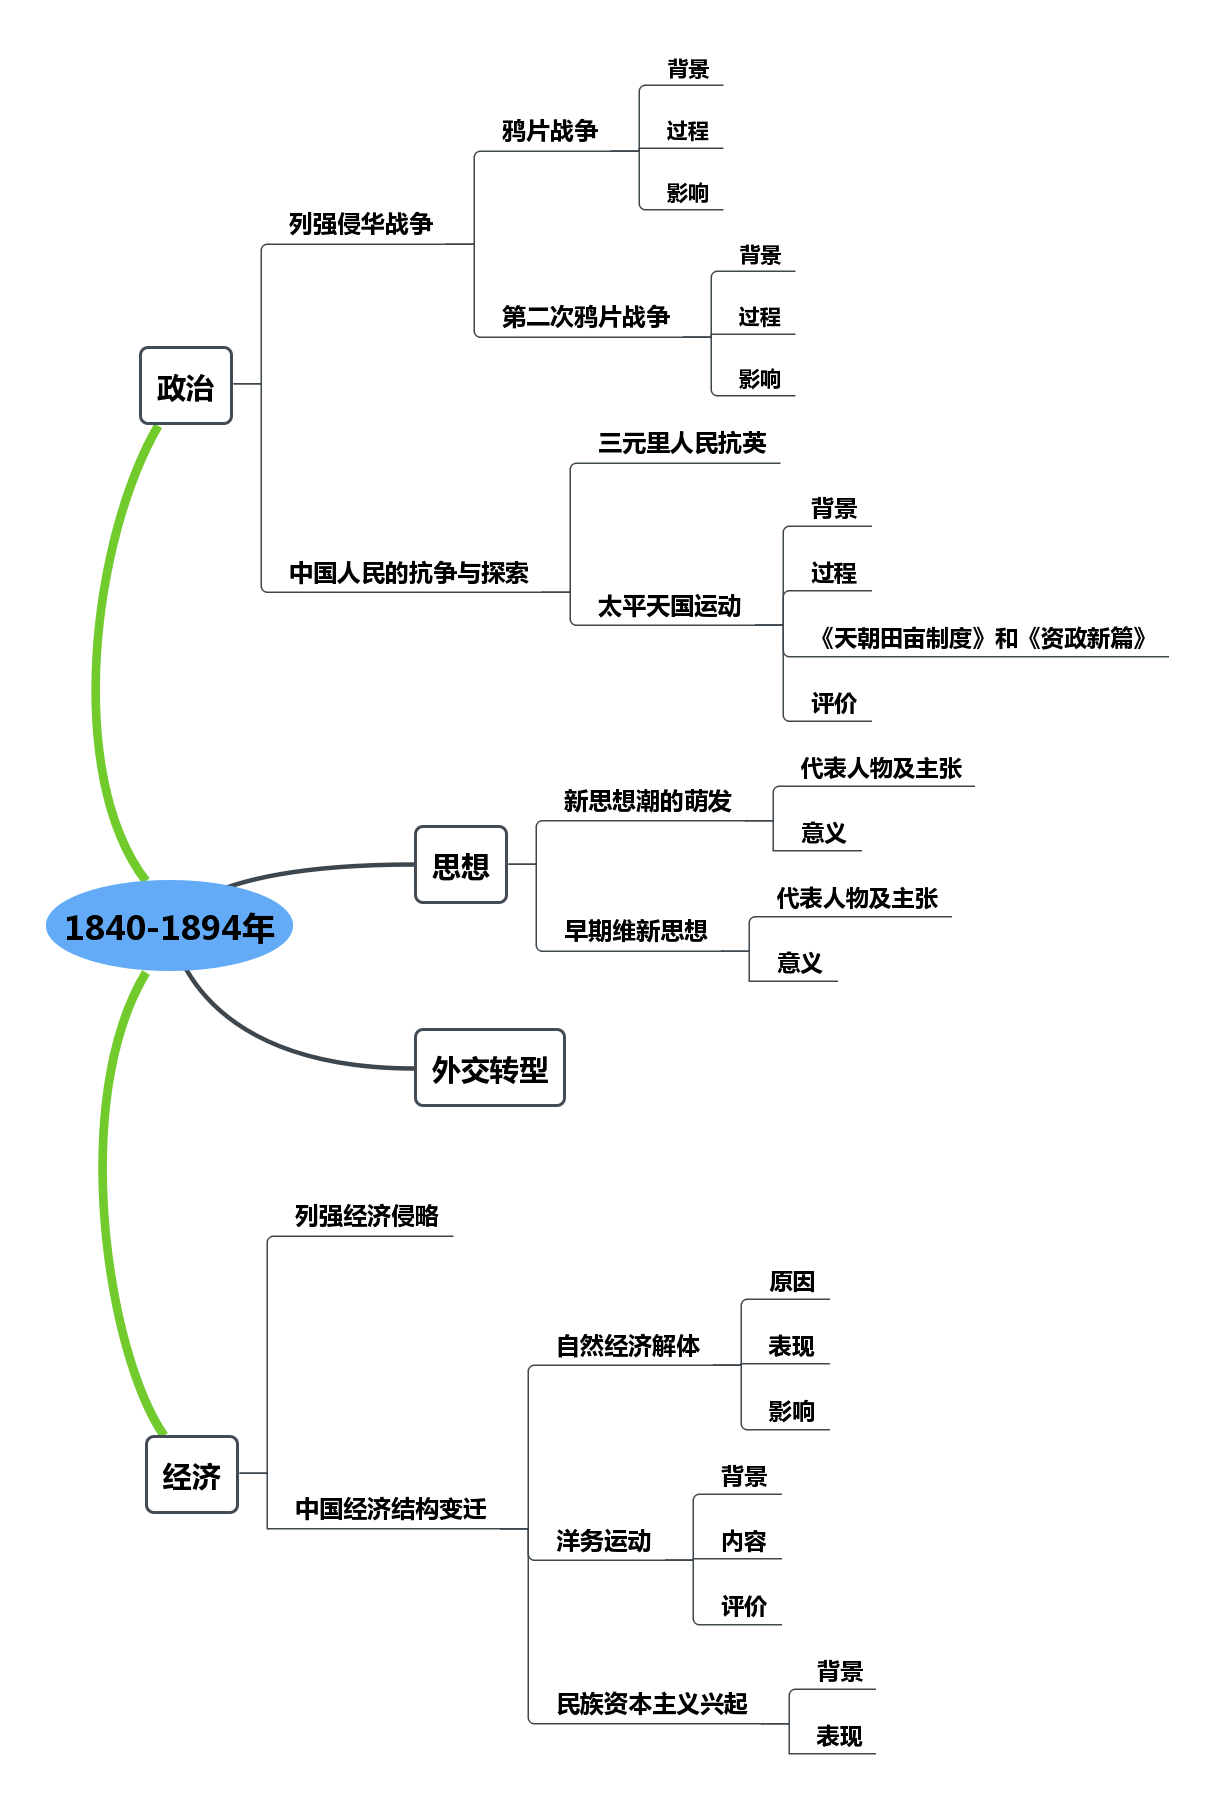 背景
鸦片战争
过程
影响
列强侵华战争
背景
第二次鸦片战争
过程
影响
政治
三元里人民抗英
背景
中国人民的抗争与探索
过程
太平天国运动
《天朝田亩制度》和《资政新篇》
评价
代表人物及主张
新思想潮的萌发
意义
思想
代表人物及主张
早期维新思想
意义
1840-1894年
外交转型
列强经济侵略
原因
自然经济解体
表现
影响
经济
背景
中国经济结构变迁
洋务运动
内容
评价
背景
民族资本主义兴起
表现